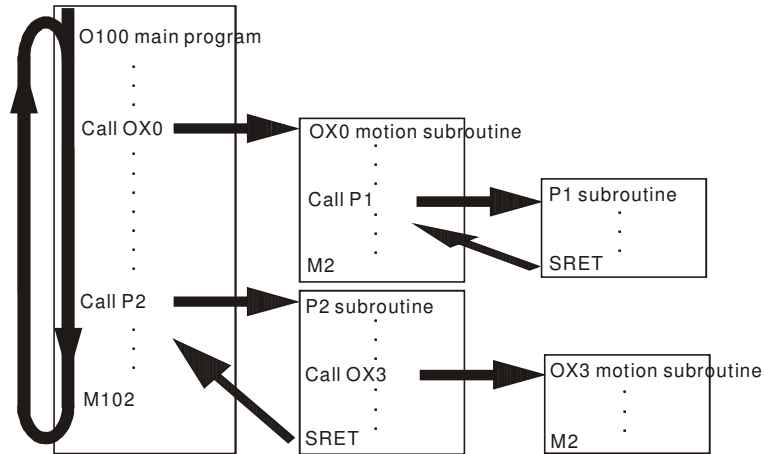 O100 main program
Call OX0
OX0 motion subroutine
Call P1
P1 subroutine
SRET
M2
Call P2
P2 subroutine
Call OX3
OX3 motion subroutine
M102
SRET
M2